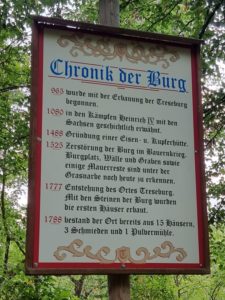 Chronik der Burg
965 wurde mit der Erbauung der Treseburg
begonnen.
1080 in den Kämpfen Heinrich IV mit den
Sachsen geschichtlich erwähnt.
1488 Gründung einer Eisen- u. Kupferhütte.
1525 Zerstörung der Burg im Bauernkrieg.
Burgplatz, Wälle und Graben sowie
einige Mauerreste sind unter der
Grasnarbe noch heute zu erkennen.
1777 Entstehung des Ortes Treseburg.
Mit den Steinen der Burg wurden
die ersten Häuser erbaut.
1788 bestand der Ort bereits aus 15 Häusern,
3 Schmieden und 1 Pulvermühle.